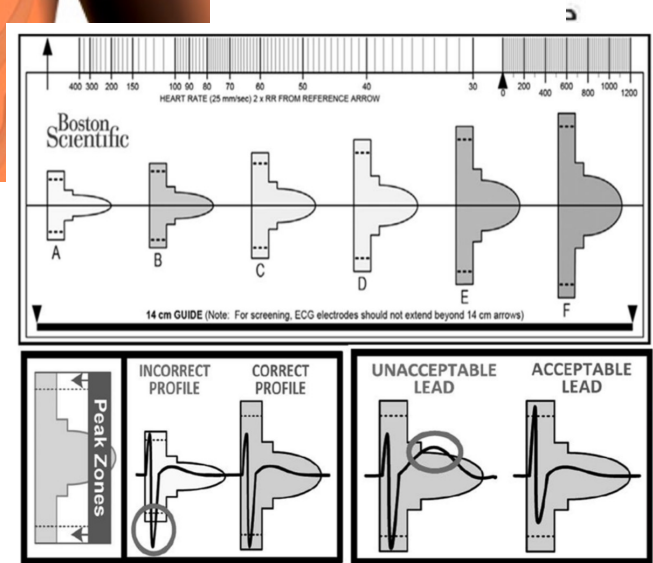 400 300 200 150 100 90 80 70 60 50 40 30 0 200 400 600 800 1000 1200
HEART RATE (25 mm/sec) 2 x RR FROM REFERENCE ARROW
Boston
Scientific
A B C D E F
14 cm GUIDE (Note: For screening, ECG electrodes should not extend beyond 14 cm arrows)
Peak Zones
INCORRECT
PROFILE
CORRECT
PROFILE
UNACCEPTABLE
LEAD
ACCEPTABLE
LEAD